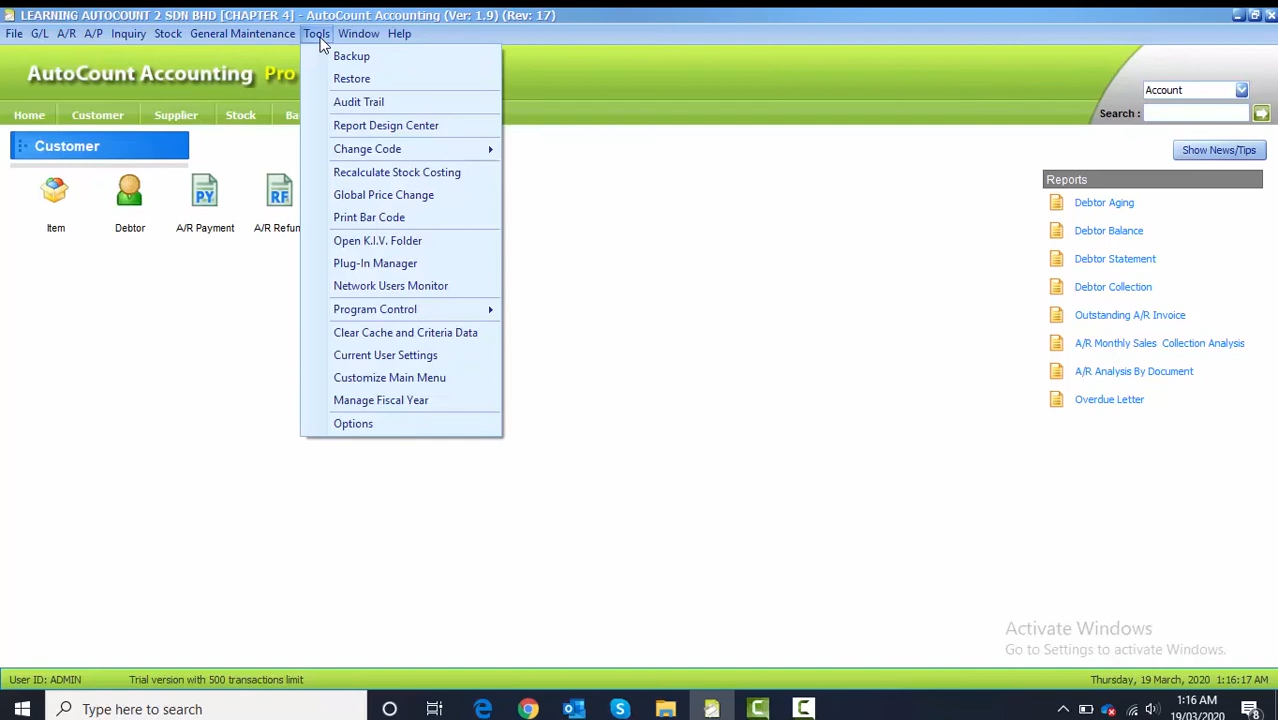 LEARNING AUTOCOUNT 2 SDN BHD [CHAPTER 4] - AutoCount Accounting (Ver: 1.9) (Rev: 17)
File G/L A/R A/P Inquiry Stock General Maintenance Tools Window Help
AutoCount Accounting Pro
Account
Search :
Home Customer Supplier Stock Ba
Customer
Show News/Tips
Item
Debtor
A/R Payment
A/R Refun
Backup
Restore
Audit Trail
Report Design Center
Change Code
Recalculate Stock Costing
Global Price Change
Print Bar Code
Open K.I.V. Folder
Plug-In Manager
Network Users Monitor
Program Control
Clear Cache and Criteria Data
Current User Settings
Customize Main Menu
Manage Fiscal Year
Options
Reports
Debtor Aging
Debtor Balance
Debtor Statement
Debtor Collection
Outstanding A/R Invoice
A/R Monthly Sales Collection Analysis
A/R Analysis By Document
Overdue Letter
Activate Windows
Go to Settings to activate Windows.
User ID: ADMIN Trial version with 500 transactions limit Thursday, 19 March, 2020 1:16:17 AM
Type here to search
1:16 AM
19/03/2020